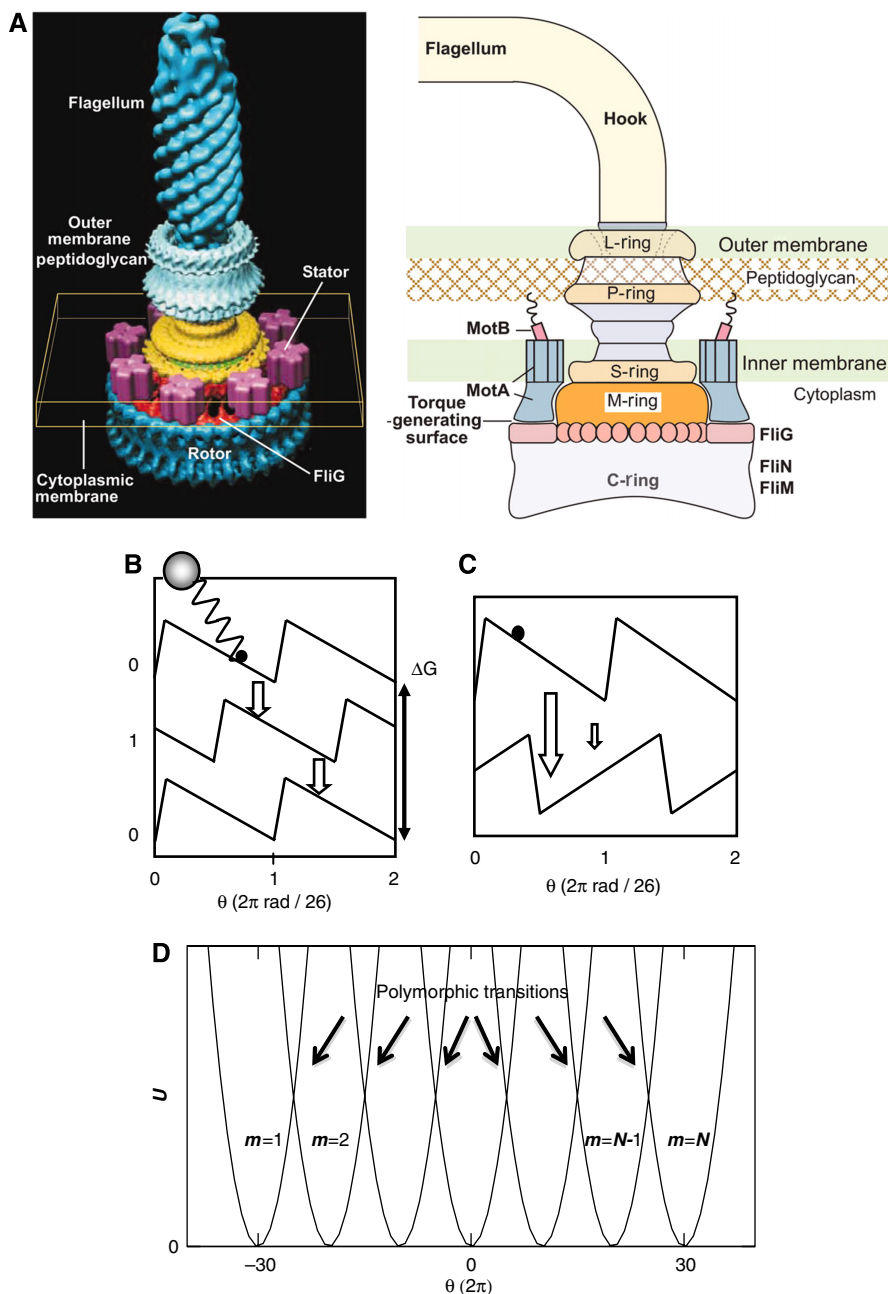 A
Flagellum
Outer
membrane
peptidoglycan
Stator
Rotor
FliG
Cytoplasmic
membrane
Flagellum
Hook
L-ring
Outer membrane
Peptidoglycan
P-ring
MotB
Inner membrane
S-ring
MotA
Cytoplasm
M-ring
Torque
-generating
surface
FliG
C-ring
FliN
FliM
B
0
1
0
ΔG
0
1
2
θ (2π rad / 26)
C
0
1
2
θ (2π rad / 26)
D
Polymorphic transitions
U
m=1
m=2
m=N-1
m=N
0
–30
0
30
θ (2π)